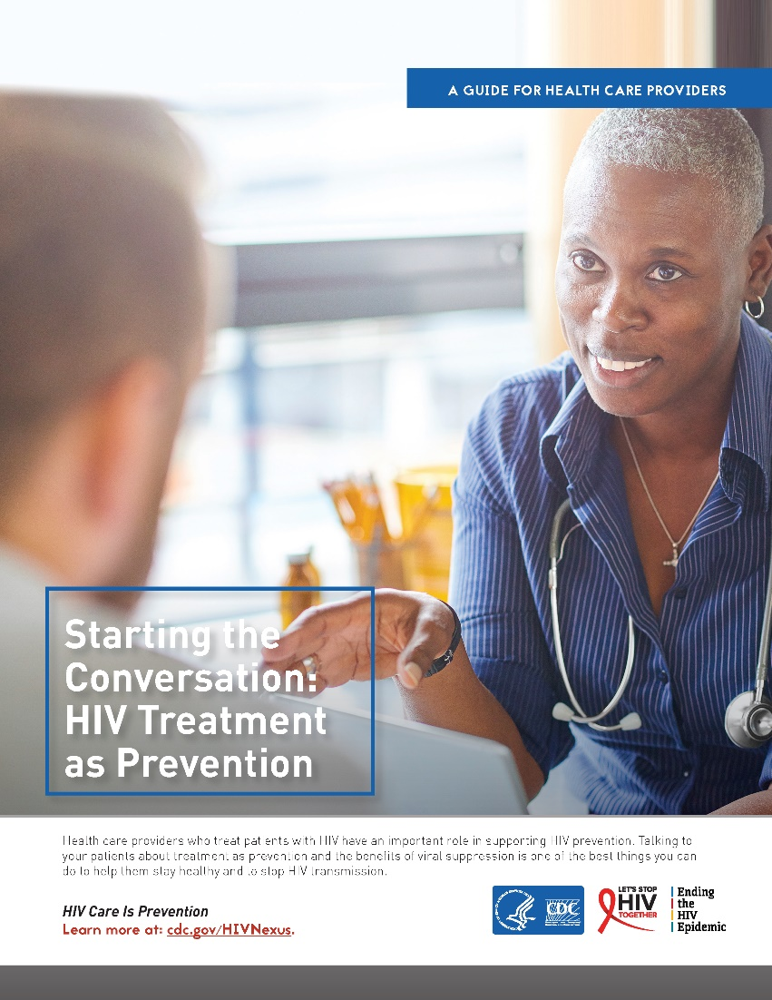 A GUIDE FOR HEALTH CARE PROVIDERS
Starting the
Conversation:
HIV Treatment
as Prevention
Health care providers who treat patients with HIV have an important role in supporting HIV prevention. Talking to
your patients about treatment as prevention and the benefits of viral suppression is one of the best things you can
do to help them stay healthy and to stop HIV transmission.
HIV Care Is Prevention
Learn more at: cdc.gov/HIVNexus.
CDC
LET'S STOP
HIV
TOGETHER
Ending
the
HIV
Epidemic